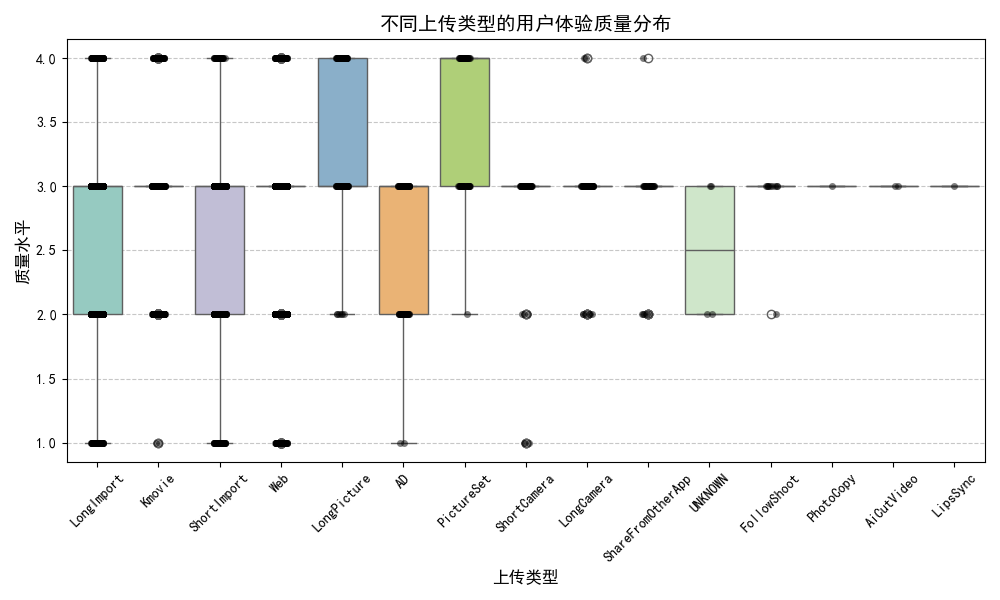 不同上传类型的用户体验质量分布
质量水平
4.0
3.5
3.0
2.5
2.0
1.5
1.0
LongImport
Kmovie
ShortImport
Web
LongPicture
AD
PictureSet
ShortCamera
LongCamera
ShareFromOtherApp
UNKNOWN
FollowShoot
PhotoCopy
AiCutVideo
LipsSync
上传类型